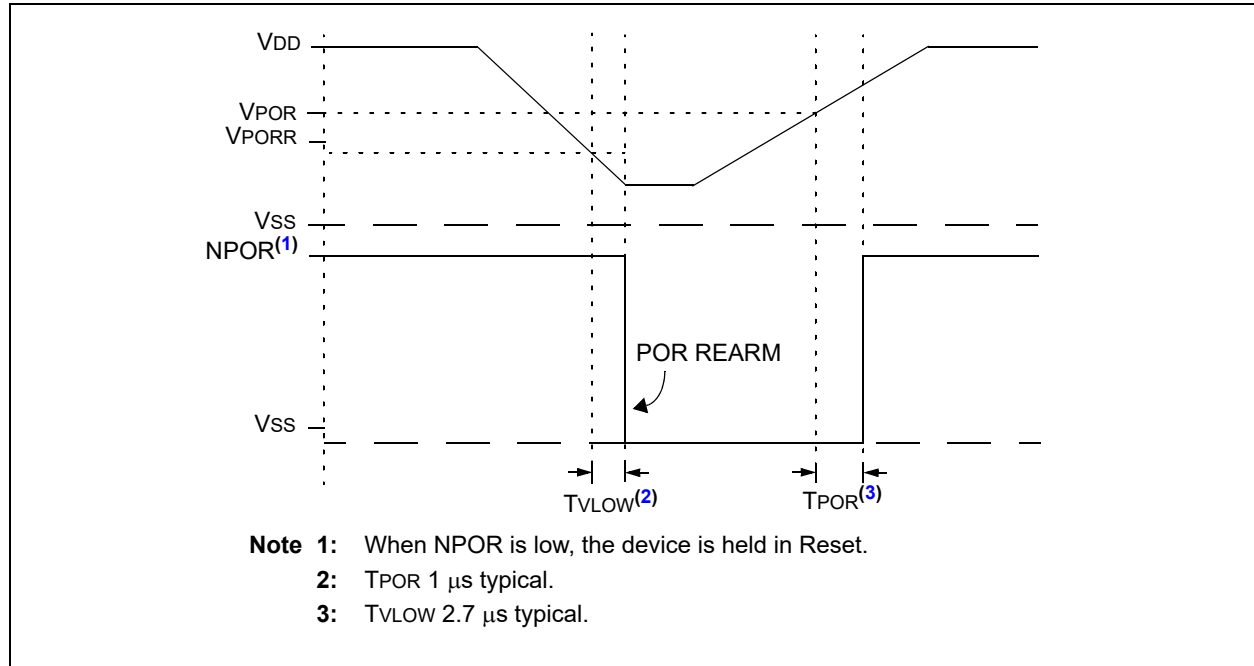 VDD
VPOR
VPORR
VSS
NPOR(1)
POR REARM
VSS
TVLOW(2)
TPOR(3)
Note 1: When NPOR is low, the device is held in Reset.
2: TPOR 1 μs typical.
3: TVLOW 2.7 μs typical.